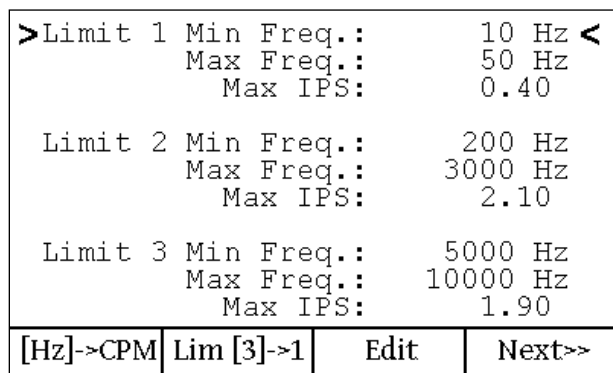 >Limit 1 Min Freq.: 10 Hz <
Max Freq.: 50 Hz
Max IPS: 0.40
Limit 2 Min Freq.: 200 Hz
Max Freq.: 3000 Hz
Max IPS: 2.10
Limit 3 Min Freq.: 5000 Hz
Max Freq.: 10000 Hz
Max IPS: 1.90
[Hz]->CPM Lim [3]->1 Edit Next>>